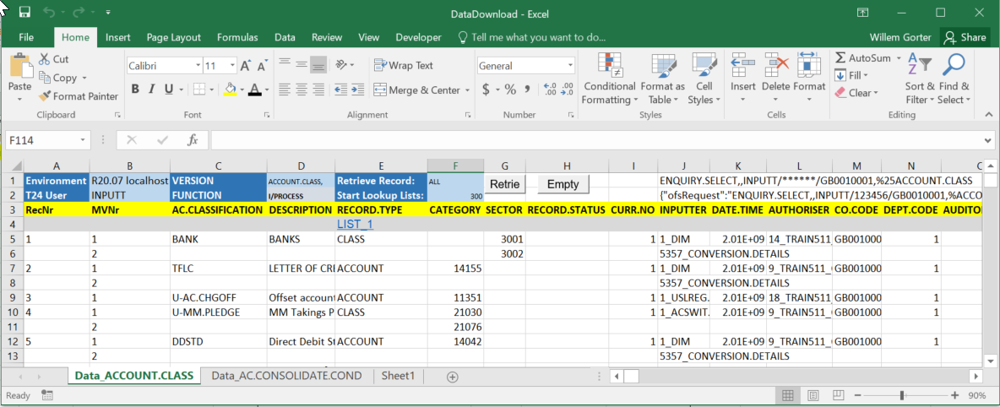 DataDownload - Excel
File Home Insert Page Layout Formulas Data Review View Developer Tell me what you want to do... Willem Gorter Share
Cut
Copy
Format Painter
Paste
Clipboard
Calibri 11
B I U
Font
Wrap Text
Merge & Center
Alignment
General
$ % ,
Number
Conditional Formatting
Format as Table
Cell Styles
Styles
Insert Delete Format
Cells
AutoSum
Fill
Clear
Sort & Filter
Find & Select
Editing
F114 fx
A B C D E F G H I J K L M N
1 Environment R20.07 localhost VERSION ACCOUNT.CLASS, Retrieve Record: ALL Retrie Empty ENQUIRY.SELECT,,INPUTT/******/GB0010001,%25ACCOUNT.CLASS
2 T24 User INPUTT FUNCTION I/PROCESS Start Lookup Lists: 300 {"ofsRequest":"ENQUIRY.SELECT,,INPUTT/123456/GB0010001,%ACCO
3 RecNr MVNr AC.CLASSIFICATION DESCRIPTION RECORD.TYPE CATEGORY SECTOR RECORD.STATUS CURR.NO INPUTTER DATE.TIME AUTHORISER CO.CODE DEPT.CODE AUDITO
4 LIST_1
5 1 1 BANK BANKS CLASS 3001 1 1_DIM 2.01E+09 14_TRAIN511_ GB001000 1
6 2 3002 5357_CONVERSION.DETAILS
7 2 1 TFLC LETTER OF CRE ACCOUNT 14155 1 1_DIM 2.01E+09 9_TRAIN511_ GB001000 1
8 2 5357_CONVERSION.DETAILS
9 3 1 U-AC.CHGOFF Offset account ACCOUNT 11351 1 1_USLREG. 2.01E+09 18_TRAIN511_ GB001000 1
10 4 1 U-MM.PLEDGE MM Takings P CLASS 21030 1 1_ACSWIT. 2.01E+09 9_TRAIN511_ GB001000 1
11 2 21076
12 5 1 DDSTD Direct Debit St ACCOUNT 14042 1 1_DIM 2.01E+09 9_TRAIN511_ GB001000 1
13 2 5357_CONVERSION.DETAILS
Data_ACCOUNT.CLASS Data_AC.CONSOLIDATE.COND Sheet1
Ready 90%